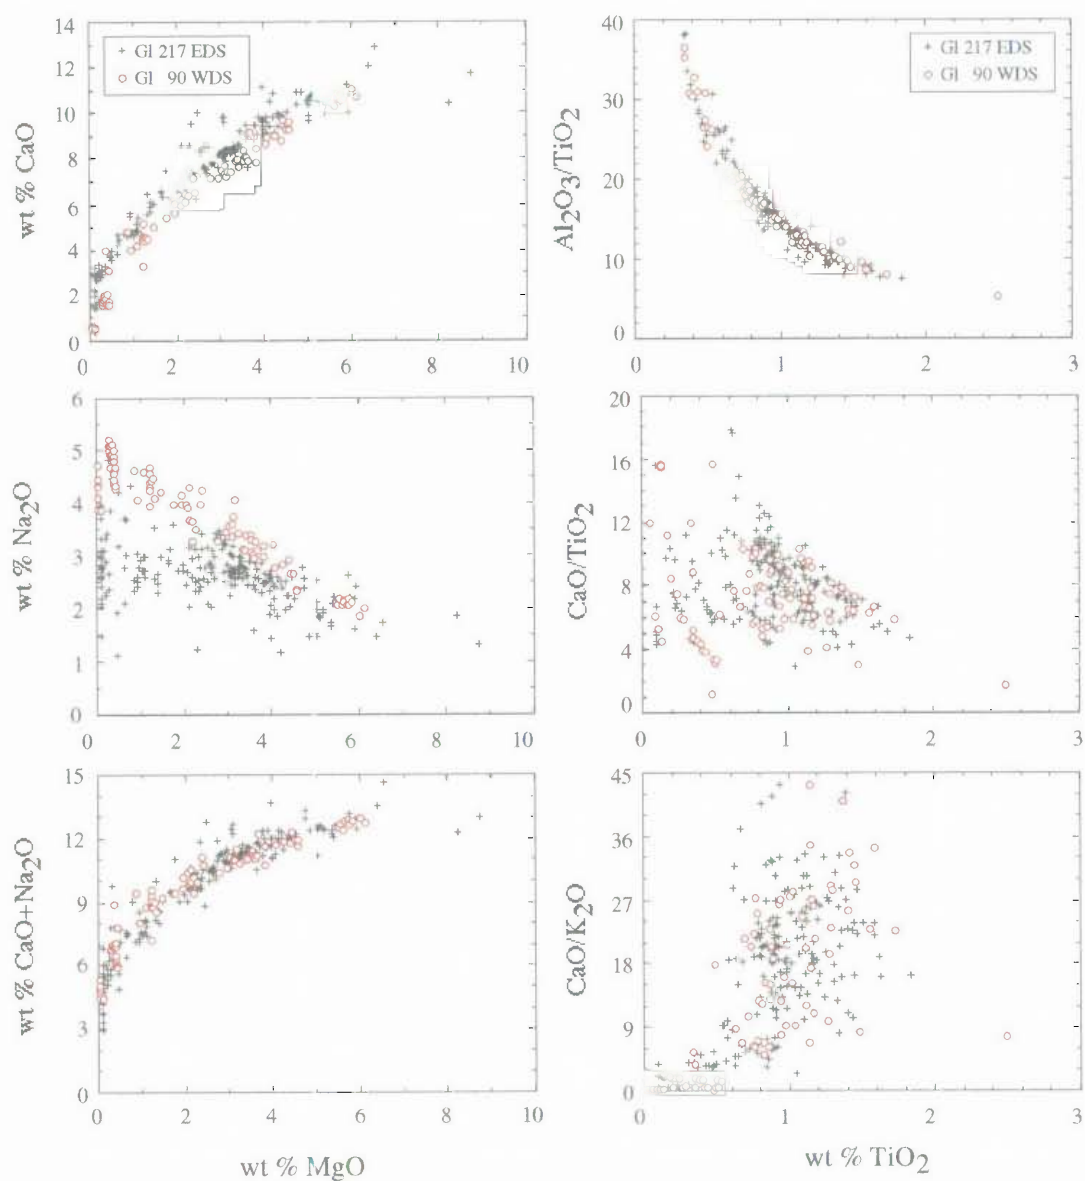 14
12
10
8
6
4
2
0
+ Gl 217 EDS
○ Gl 90 WDS
wt % CaO
0 2 4 6 8 10
40
30
20
10
0
+ Gl 217 EDS
○ Gl 90 WDS
Al2O3/TiO2
0 1 2 3
6
5
4
3
2
1
0
wt % Na2O
0 2 4 6 8 10
20
16
12
8
4
0
CaO/TiO2
0 1 2 3
15
12
9
6
3
0
wt % CaO+Na2O
0 2 4 6 8 10
wt % MgO
45
36
27
18
9
0
CaO/K2O
0 1 2 3
wt % TiO2